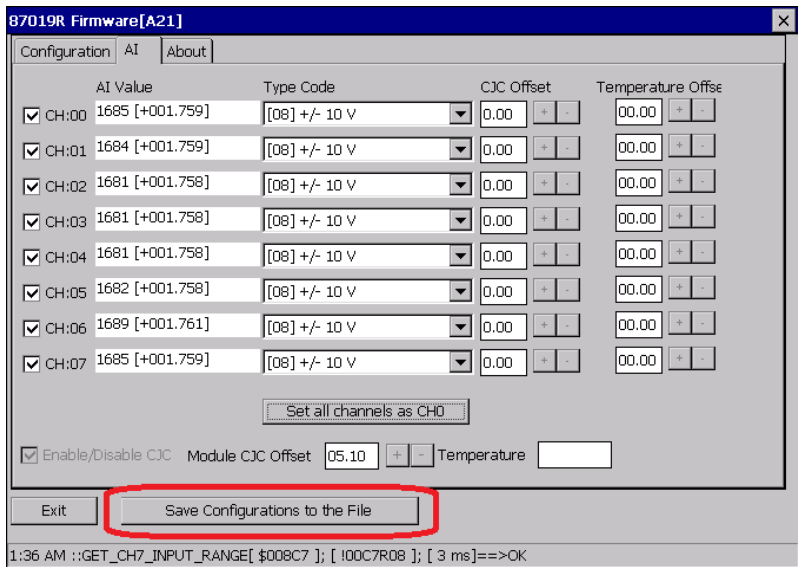 87019R Firmware[A21]
Configuration AI About
AI Value Type Code CJC Offset Temperature Offse
CH:00 1685 [+001.759] [08] +/- 10 V 0.00 + - 00.00 + -
CH:01 1684 [+001.759] [08] +/- 10 V 0.00 + - 00.00 + -
CH:02 1681 [+001.758] [08] +/- 10 V 0.00 + - 00.00 + -
CH:03 1681 [+001.758] [08] +/- 10 V 0.00 + - 00.00 + -
CH:04 1681 [+001.758] [08] +/- 10 V 0.00 + - 00.00 + -
CH:05 1682 [+001.758] [08] +/- 10 V 0.00 + - 00.00 + -
CH:06 1689 [+001.761] [08] +/- 10 V 0.00 + - 00.00 + -
CH:07 1685 [+001.759] [08] +/- 10 V 0.00 + - 00.00 + -
Set all channels as CH0
Enable/Disable CJC Module CJC Offset 05.10 + - Temperature
Exit Save Configurations to the File
1:36 AM ::GET_CH7_INPUT_RANGE[ $008C7 ]; [ !00C7R08 ]; [ 3 ms]==>OK